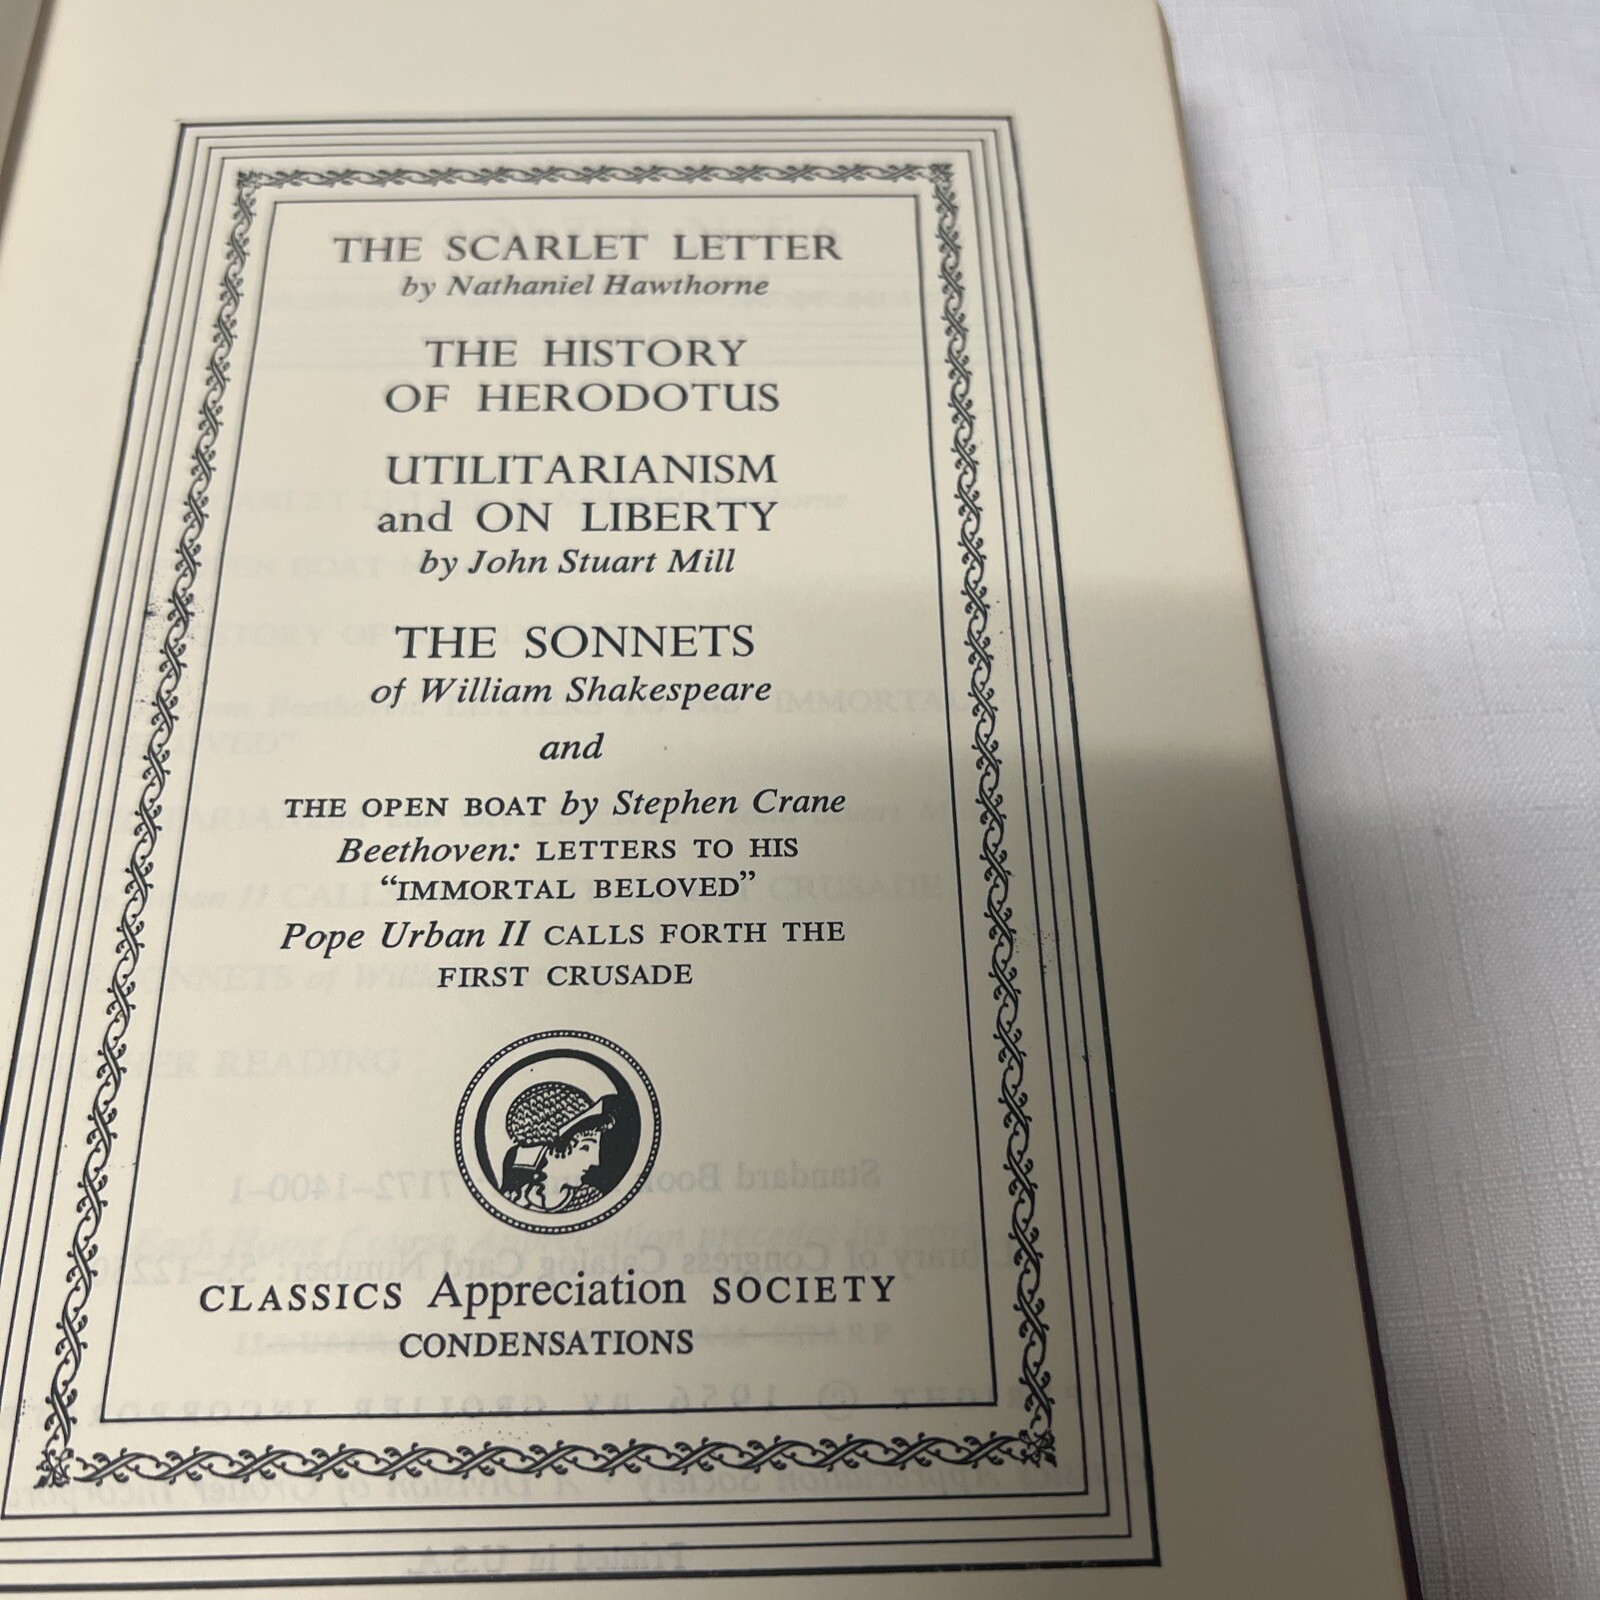 THE SCARLET LETTER
by Nathaniel Hawthorne
THE HISTORY
OF HERODOTUS
UTILITARIANISM
and ON LIBERTY
by John Stuart Mill
THE SONNETS
of William Shakespeare
and
THE OPEN BOAT by Stephen Crane
Beethoven: LETTERS TO HIS
"IMMORTAL BELOVED"
Pope Urban II CALLS FORTH THE
FIRST CRUSADE
CLASSICS Appreciation SOCIETY
CONDENSATIONS